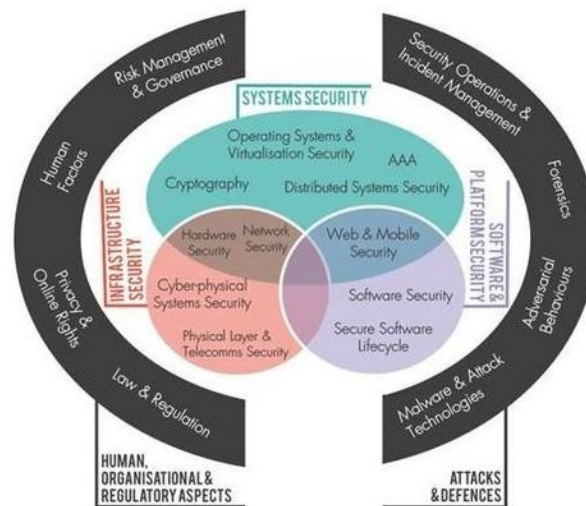 Risk Management
& Governance
Human
Factors
Privacy &
Online Rights
Law & Regulation
HUMAN,
ORGANISATIONAL &
REGULATORY ASPECTS
SYSTEMS SECURITY
Operating Systems &
Virtualisation Security
AAA
Cryptography
Distributed Systems Security
INFRASTRUCTURE
SECURITY
Hardware
Security
Network
Security
Cyber-physical
Systems Security
Physical Layer &
Telecomms Security
Web & Mobile
Security
Software Security
Secure Software
Lifecycle
SOFTWARE &
PLATFORM SECURITY
Security Operations &
Incident Management
Forensics
Adversarial
Behaviours
Malware & Attack
Technologies
ATTACKS
& DEFENCES